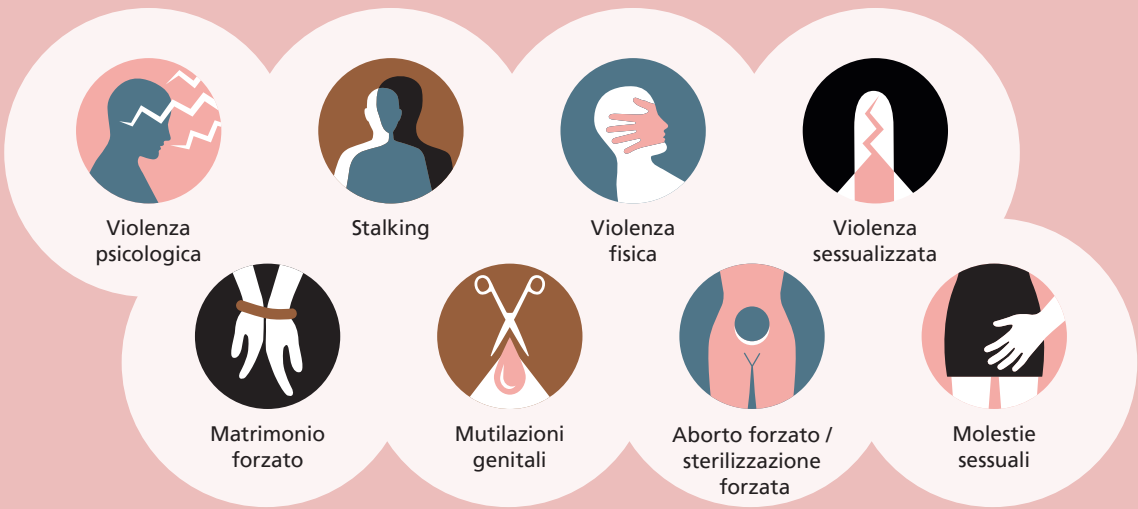 Violenza
psicologica
Stalking
Violenza
fisica
Violenza
sessualizzata
Matrimonio
forzato
Mutilazioni
genitali
Aborto forzato /
sterilizzazione
forzata
Molestie
sessuali